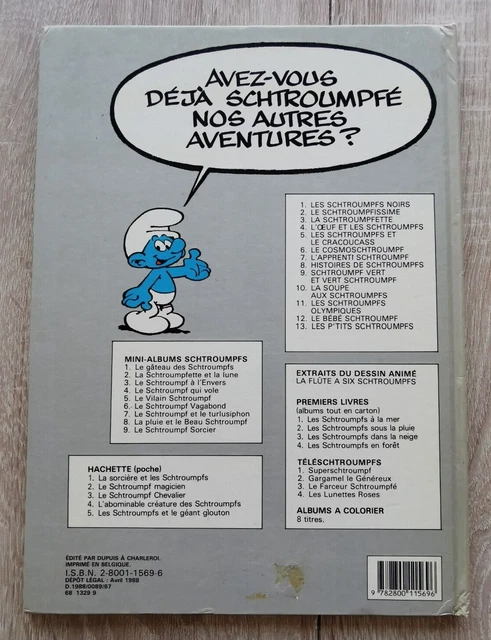 AVEZ-VOUS
DÉJÀ SCHTROUMPFÉ
NOS AUTRES
AVENTURES?
1. LES SCHTROUMPFS NOIRS
2. LE SCHTROUMPFISSIME
3. LA SCHTROUMPFETTE
4. L'ŒUF ET LES SCHTROUMPFS
5. LES SCHTROUMPFS ET
LE CRACOUCASS
6. LE COSMOSCHTROUMPF
7. L'APPRENTI SCHTROUMPF
8. HISTOIRES DE SCHTROUMPFS
9. SCHTROUMPF VERT
ET VERT SCHTROUMPF
10. LA SOUPE
AUX SCHTROUMPFS
11. LES SCHTROUMPFS
OLYMPIQUES
12. LE BÉBÉ SCHTROUMPF
13. LES P'TITS SCHTROUMPFS
MINI-ALBUMS SCHTROUMPFS
1. Le gâteau des Schtroumpfs
2. La Schtroumpfette et la lune
3. Le Schtroumpf à l'Envers
4. Le Schtroumpf qui vole
5. Le Vilain Schtroumpf
6. Le Schtroumpf Vagabond
7. Le Schtroumpf et le turlusiphon
8. La pluie et le Beau Schtroumpf
9. Le Schtroumpf Sorcier
HACHETTE (poche)
1. La sorcière et les Schtroumpfs
2. Le Schtroumpf magicien
3. Le Schtroumpf Chevalier
4. L'abominable créature des Schtroumpfs
5. Les Schtroumpfs et le géant glouton
EXTRAITS DU DESSIN ANIMÉ
LA FLÛTE A SIX SCHTROUMPFS
PREMIERS LIVRES
(albums tout en carton)
1. Les Schtroumpfs à la mer
2. Les Schtroumpfs sous la pluie
3. Les Schtroumpfs dans la neige
4. Les Schtroumpfs en forêt
TÉLÉSCHTROUMPFS
1. Superschtroumpf
2. Gargamel le Généreux
3. Le Farceur Schtroumpfé
4. Les Lunettes Roses
ALBUMS A COLORIER
8 titres.
ÉDITÉ PAR DUPUIS À CHARLEROI.
IMPRIMÉ EN BELGIQUE.
I.S.B.N. 2-8001-1569-6
DÉPÔT LÉGAL : Avril 1988
D.1988/0089/67
68 1329 9
9 782800 115696